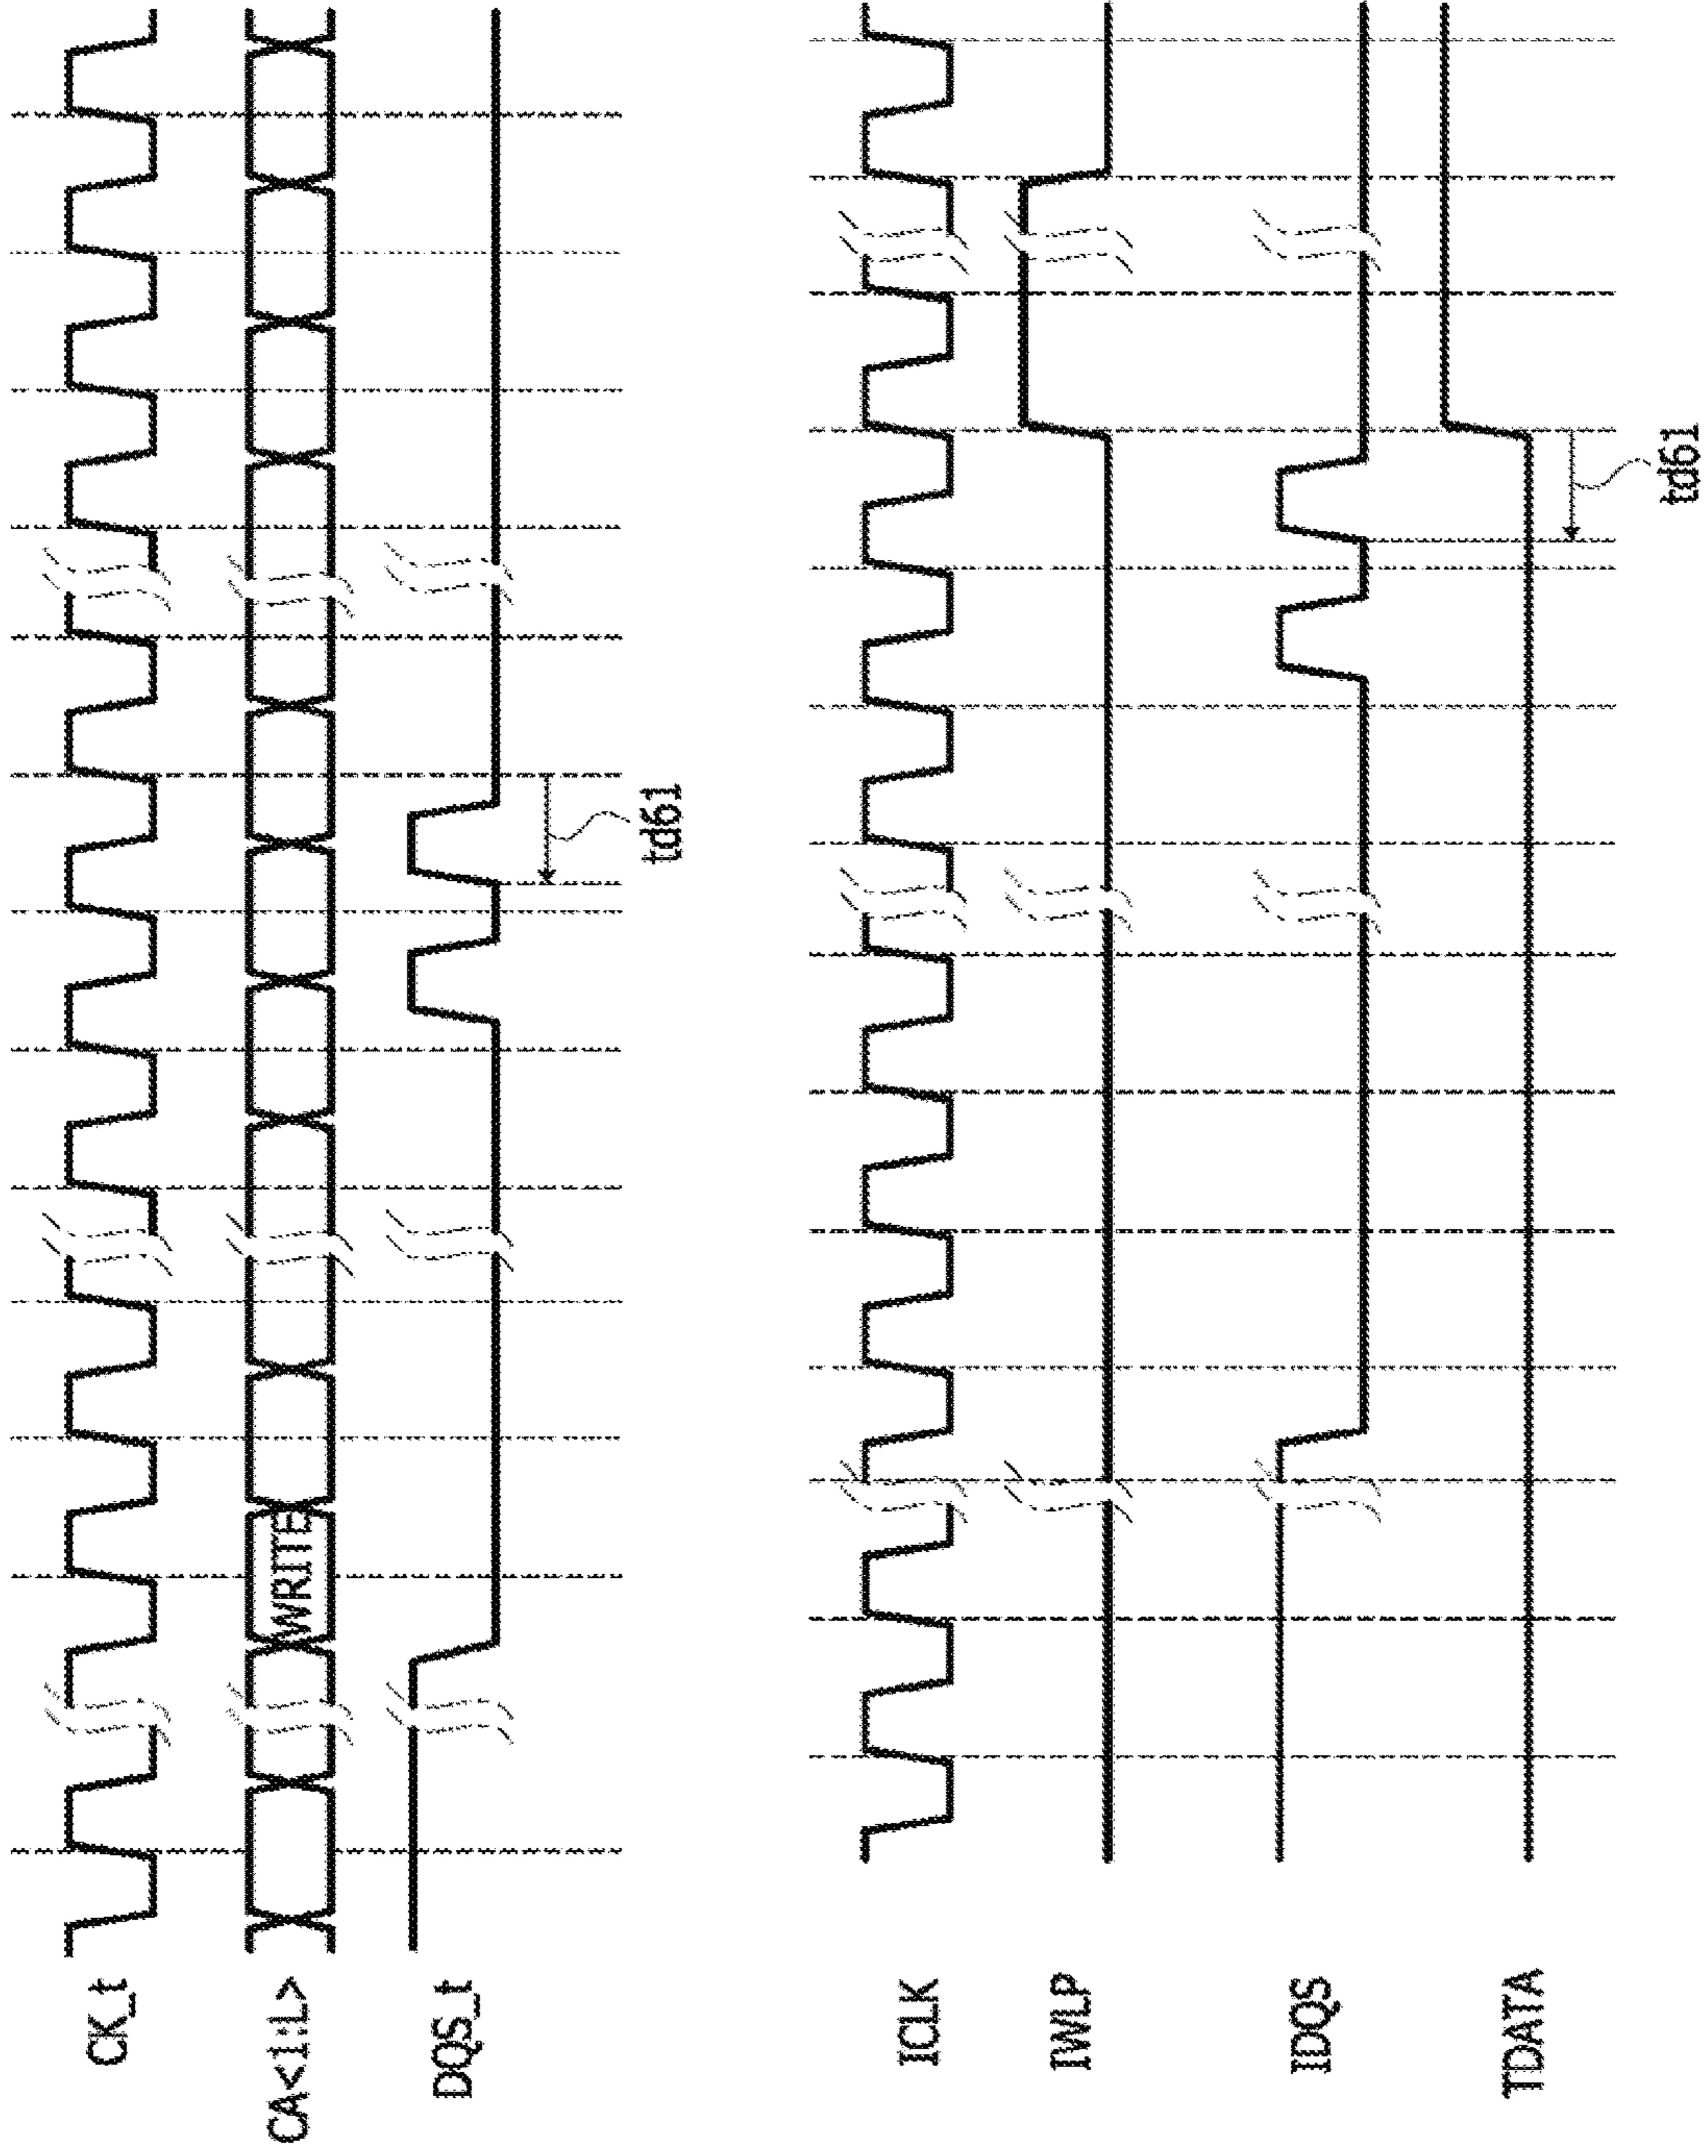 CK_t
CA<1:L>
WRITE
DQS_t
td61
ICLK
IWLP
IDQS
TDATA
td61